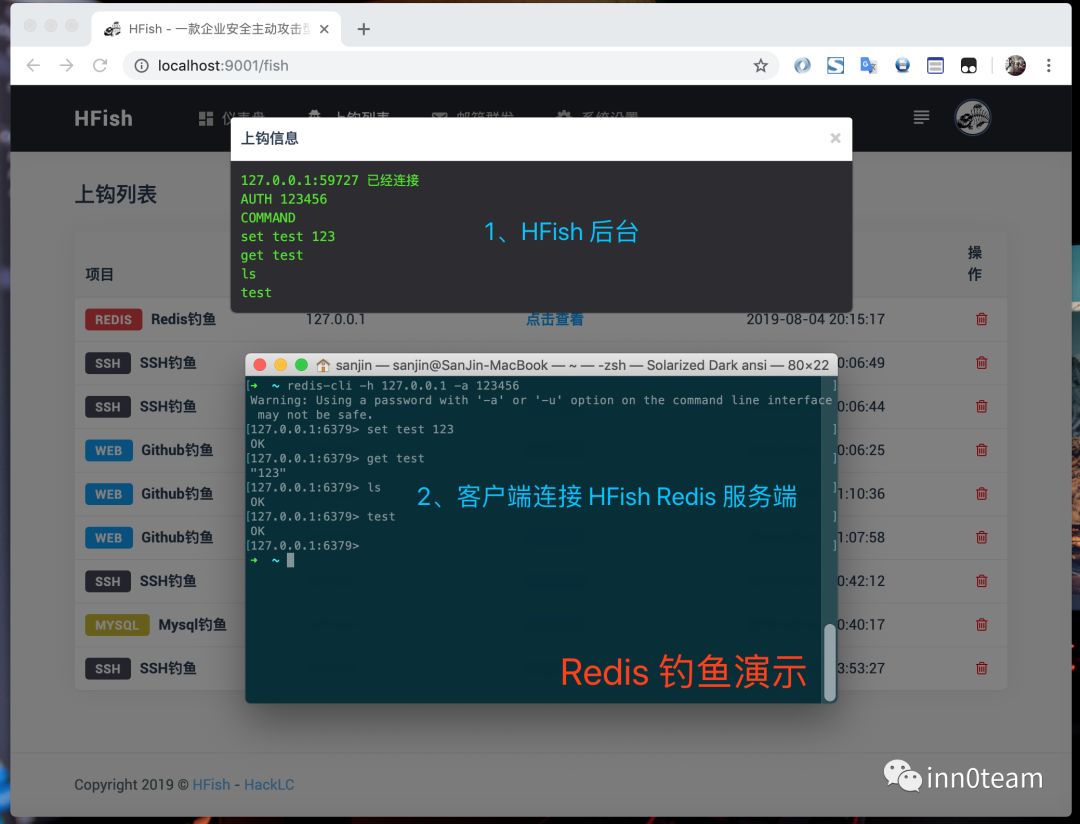 HFish - 一款企业安全主动攻击型
localhost:9001/fish
HFish 仪表盘 上钩列表 邮箱群发 系统设置
上钩信息
×
127.0.0.1:59727 已经连接
AUTH 123456
COMMAND
set test 123
get test
ls
test
1、HFish 后台
上钩列表
项目
操作
REDIS Redis钓鱼 127.0.0.1 点击查看 2019-08-04 20:15:17
SSH SSH钓鱼 0:06:49
SSH SSH钓鱼 0:06:44
WEB Github钓鱼 0:06:25
WEB Github钓鱼 1:10:36
WEB Github钓鱼 1:07:58
SSH SSH钓鱼 0:42:12
MYSQL Mysql钓鱼 0:40:17
SSH SSH钓鱼 3:53:27
sanjin — sanjin@SanJin-MacBook — ~ — -zsh — Solarized Dark ansi — 80×22
[➜ ~ redis-cli -h 127.0.0.1 -a 123456 ]
Warning: Using a password with '-a' or '-u' option on the command line interface
may not be safe.
[127.0.0.1:6379> set test 123 ]
OK
[127.0.0.1:6379> get test ]
"123"
[127.0.0.1:6379> ls ]
OK
[127.0.0.1:6379> test ]
OK
[127.0.0.1:6379> ]
➜ ~
2、客户端连接 HFish Redis 服务端
Redis 钓鱼演示
Copyright 2019 © HFish - HackLC
inn0team